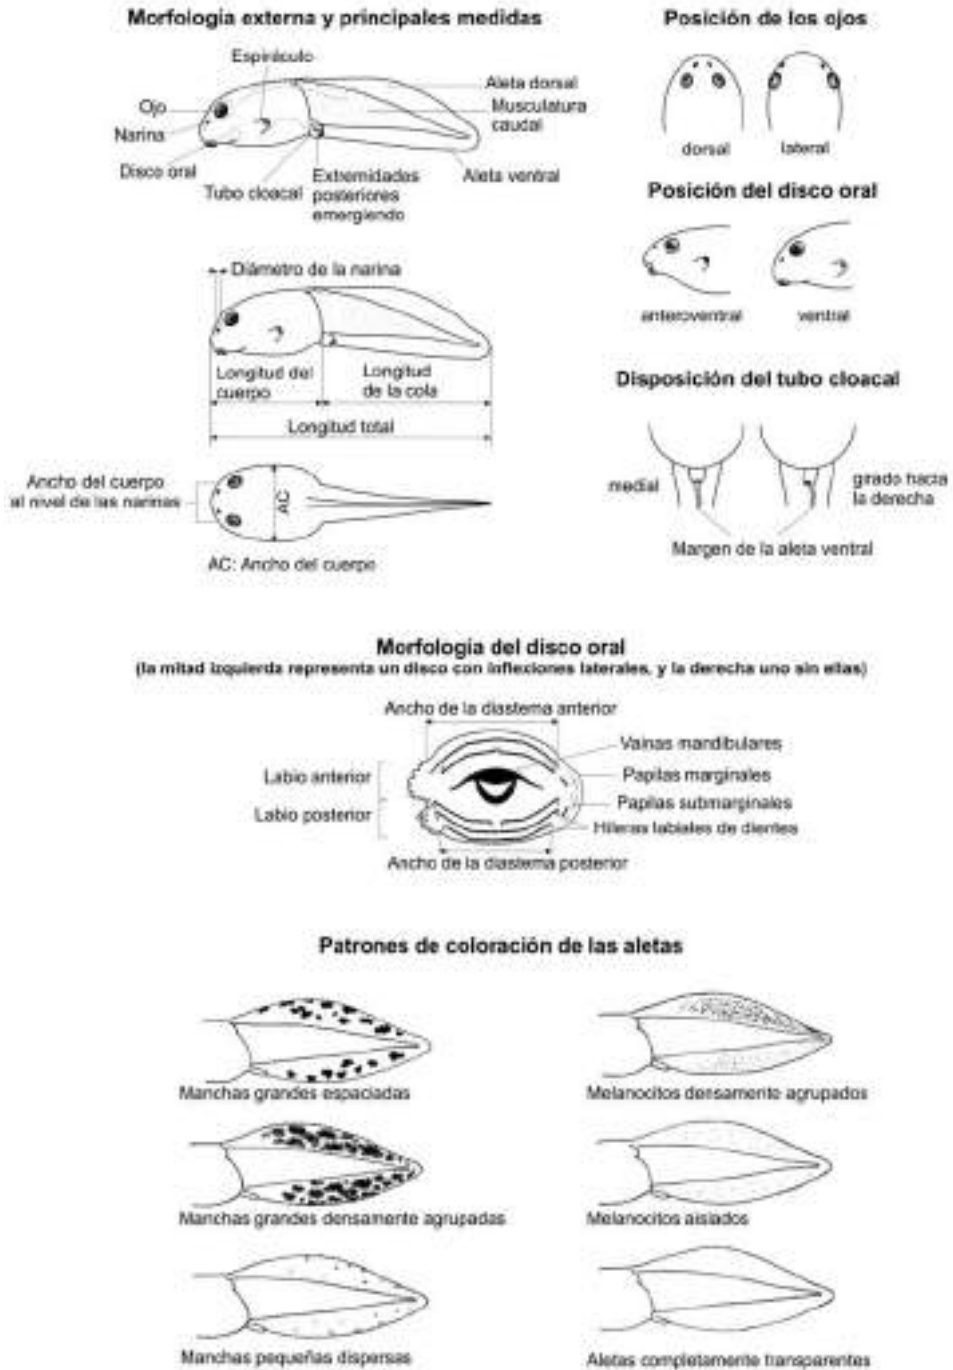 Morfología externa y principales medidas
Espiráculo
Aleta dorsal
Ojo
Musculatura
caudal
Narina
Disco oral
Tubo cloacal
Extremidades
posteriores
emergiendo
Aleta ventral
Diámetro de la narina
Longitud del
cuerpo
Longitud
de la cola
Longitud total
Ancho del cuerpo
al nivel de las narinas
AC
AC: Ancho del cuerpo
Posición de los ojos
dorsal
lateral
Posición del disco oral
anteroventral
ventral
Disposición del tubo cloacal
medial
girado hacia
la derecha
Margen de la aleta ventral
Morfología del disco oral
(la mitad izquierda representa un disco con inflexiones laterales, y la derecha uno sin ellas)
Ancho de la diastema anterior
Vainas mandibulares
Labio anterior
Papilas marginales
Labio posterior
Papilas submarginales
Hileras labiales de dientes
Ancho de la diastema posterior
Patrones de coloración de las aletas
Manchas grandes espaciadas
Melanocitos densamente agrupados
Manchas grandes densamente agrupadas
Melanocitos aislados
Manchas pequeñas dispersas
Aletas completamente transparentes